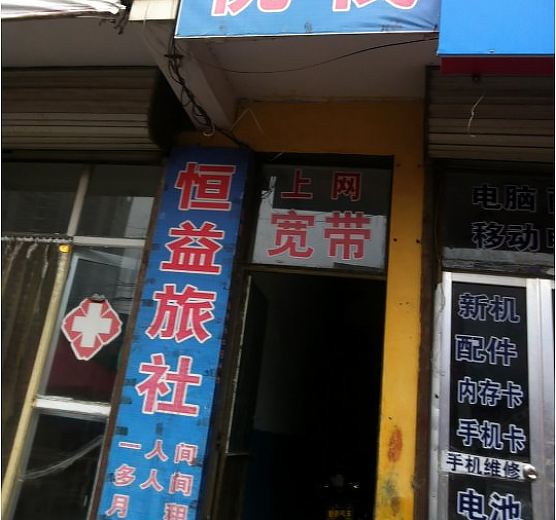 恒益旅社
一人间
多人间
月
上网
宽带
电脑
移动
新机
配件
内存卡
手机卡
手机维修
电池